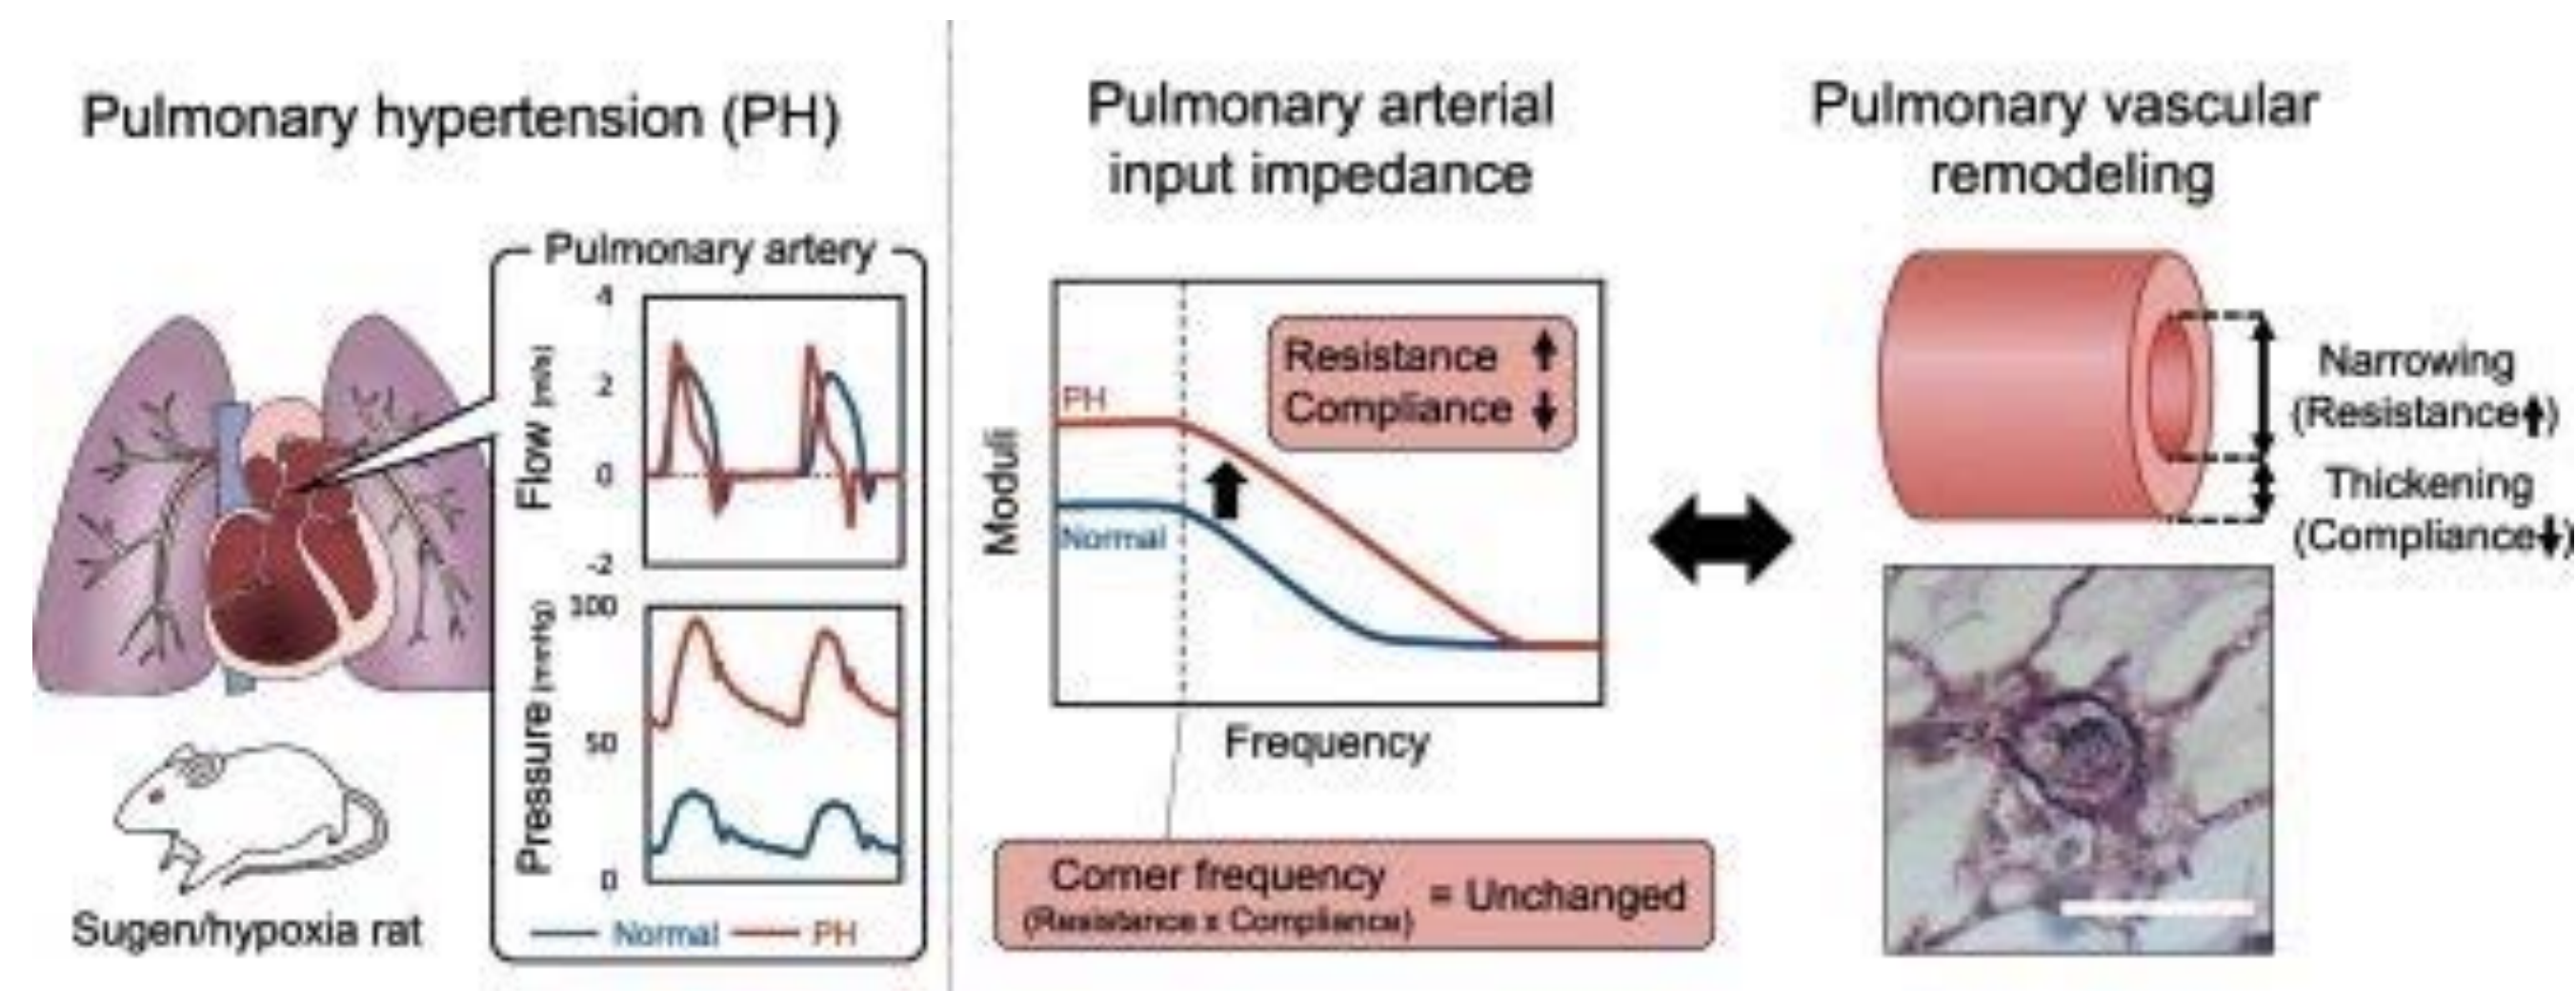 Pulmonary hypertension (PH)
Pulmonary artery
4
2
0
-2
Flow (ml/s)
100
50
0
Pressure (mmHg)
Normal
PH
Sugen/hypoxia rat
Pulmonary arterial
input impedance
Resistance ⬆
Compliance ⬇
PH
Normal
Moduli
Frequency
Corner frequency
(Resistance x Compliance)
= Unchanged
Pulmonary vascular
remodeling
Narrowing
(Resistance⬆)
Thickening
(Compliance⬇)